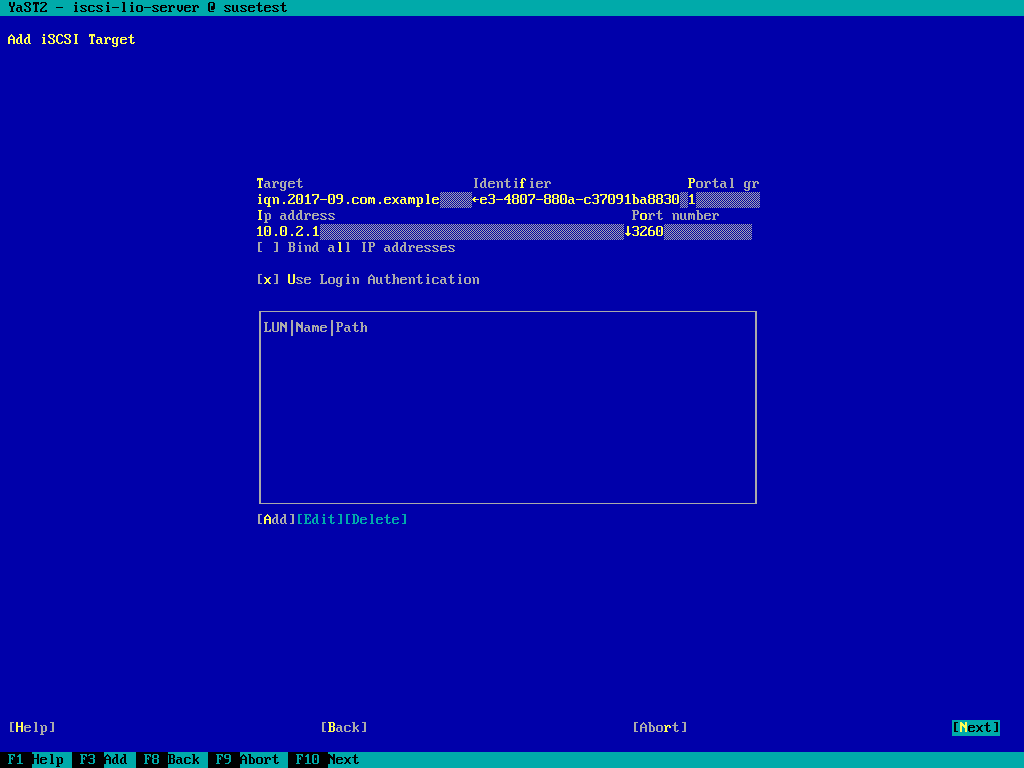 YaST2 - iscsi-lio-server @ susetest
Add iSCSI Target
Target Identifier Portal gr
iqn.2017-09.com.example ←e3-4807-880a-c37091ba8830 1
Ip address Port number
10.0.2.1 ↓3260
[ ] Bind all IP addresses
[x] Use Login Authentication
LUN|Name|Path
[Add][Edit][Delete]
[Help] [Back] [Abort] [Next]
F1 Help F3 Add F8 Back F9 Abort F10 Next